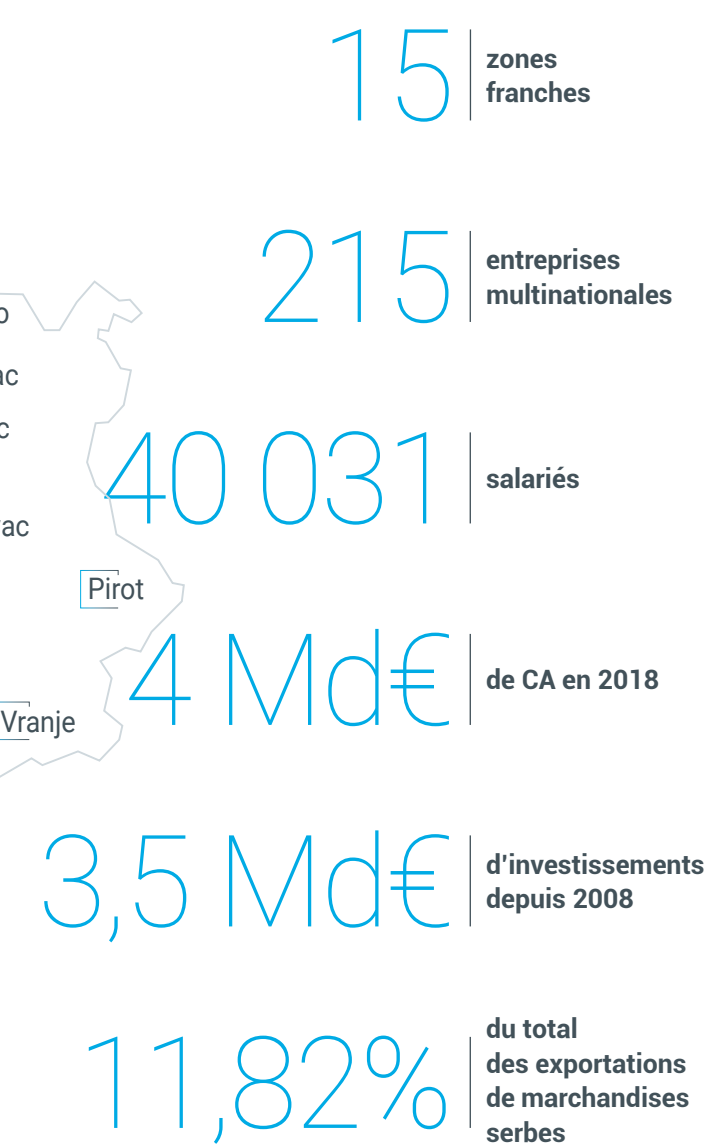 15
zones
franches
215
entreprises
multinationales
40 031
salariés
Pirot
4 Md€
de CA en 2018
Vranje
3,5 Md€
d'investissements
depuis 2008
11,82%
du total
des exportations
de marchandises
serbes